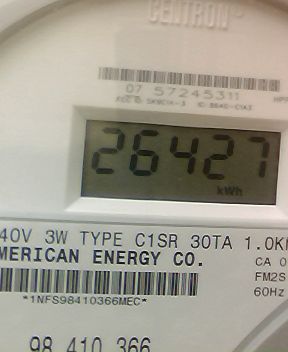 CENTRON™
07 57245311
26427
kWh
40V 3W TYPE C1SR 30TA 1.0K
MERICAN ENERGY CO.
CA 0
FM2S
60Hz
*1NFS98410366MEC*
98 410 366